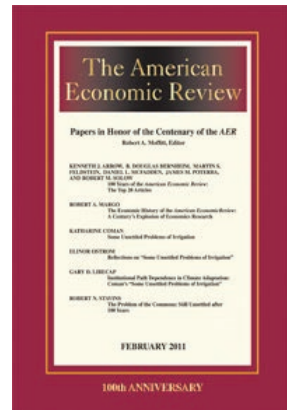 The American
Economic Review
Papers in Honor of the Centenary of the AER
Robert A. Moffitt, Editor
KENNETH J. ARROW, B. DOUGLAS BERNHEIM, MARTIN S.
FELDSTEIN, DANIEL L. MCFADDEN, JAMES M. POTERBA,
AND ROBERT M. SOLOW
100 Years of the American Economic Review:
The Top 20 Articles
ROBERT A. MARGO
The Economic History of the American Economic Review:
A Century's Explosion of Economics Research
KATHARINE COMAN
Some Unsettled Problems of Irrigation
ELINOR OSTROM
Reflections on "Some Unsettled Problems of Irrigation"
GARY D. LIBECAP
Institutional Path Dependence in Climate Adaptation:
Coman's "Some Unsettled Problems of Irrigation"
ROBERT N. STAVINS
The Problem of the Commons: Still Unsettled after
100 Years
FEBRUARY 2011
100th ANNIVERSARY